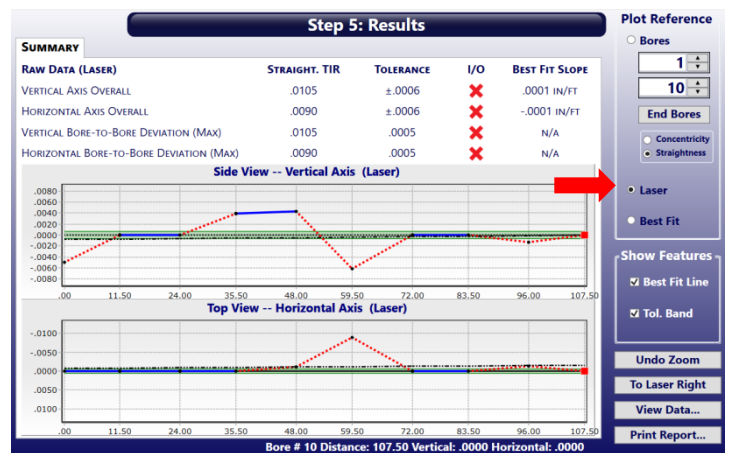 Step 5: Results
SUMMARY
RAW DATA (LASER) STRAIGHT. TIR TOLERANCE I/O BEST FIT SLOPE
VERTICAL AXIS OVERALL .0105 ±.0006 .0001 IN/FT
HORIZONTAL AXIS OVERALL .0090 ±.0006 -.0001 IN/FT
VERTICAL BORE-TO-BORE DEVIATION (MAX) .0105 .0005 N/A
HORIZONTAL BORE-TO-BORE DEVIATION (MAX) .0090 .0005 N/A
Side View -- Vertical Axis (Laser)
.0080
.0060
.0040
.0020
.0000
-.0020
-.0040
-.0060
-.0080
.00 11.50 24.00 35.50 48.00 59.50 72.00 83.50 96.00 107.50
Top View -- Horizontal Axis (Laser)
-.0100
-.0050
.0000
.0050
.0100
.00 11.50 24.00 35.50 48.00 59.50 72.00 83.50 96.00 107.50
Bore # 10 Distance: 107.50 Vertical: .0000 Horizontal: .0000
Plot Reference
Bores
1
10
End Bores
Concentricity
Straightness
Laser
Best Fit
Show Features
Best Fit Line
Tol. Band
Undo Zoom
To Laser Right
View Data...
Print Report...